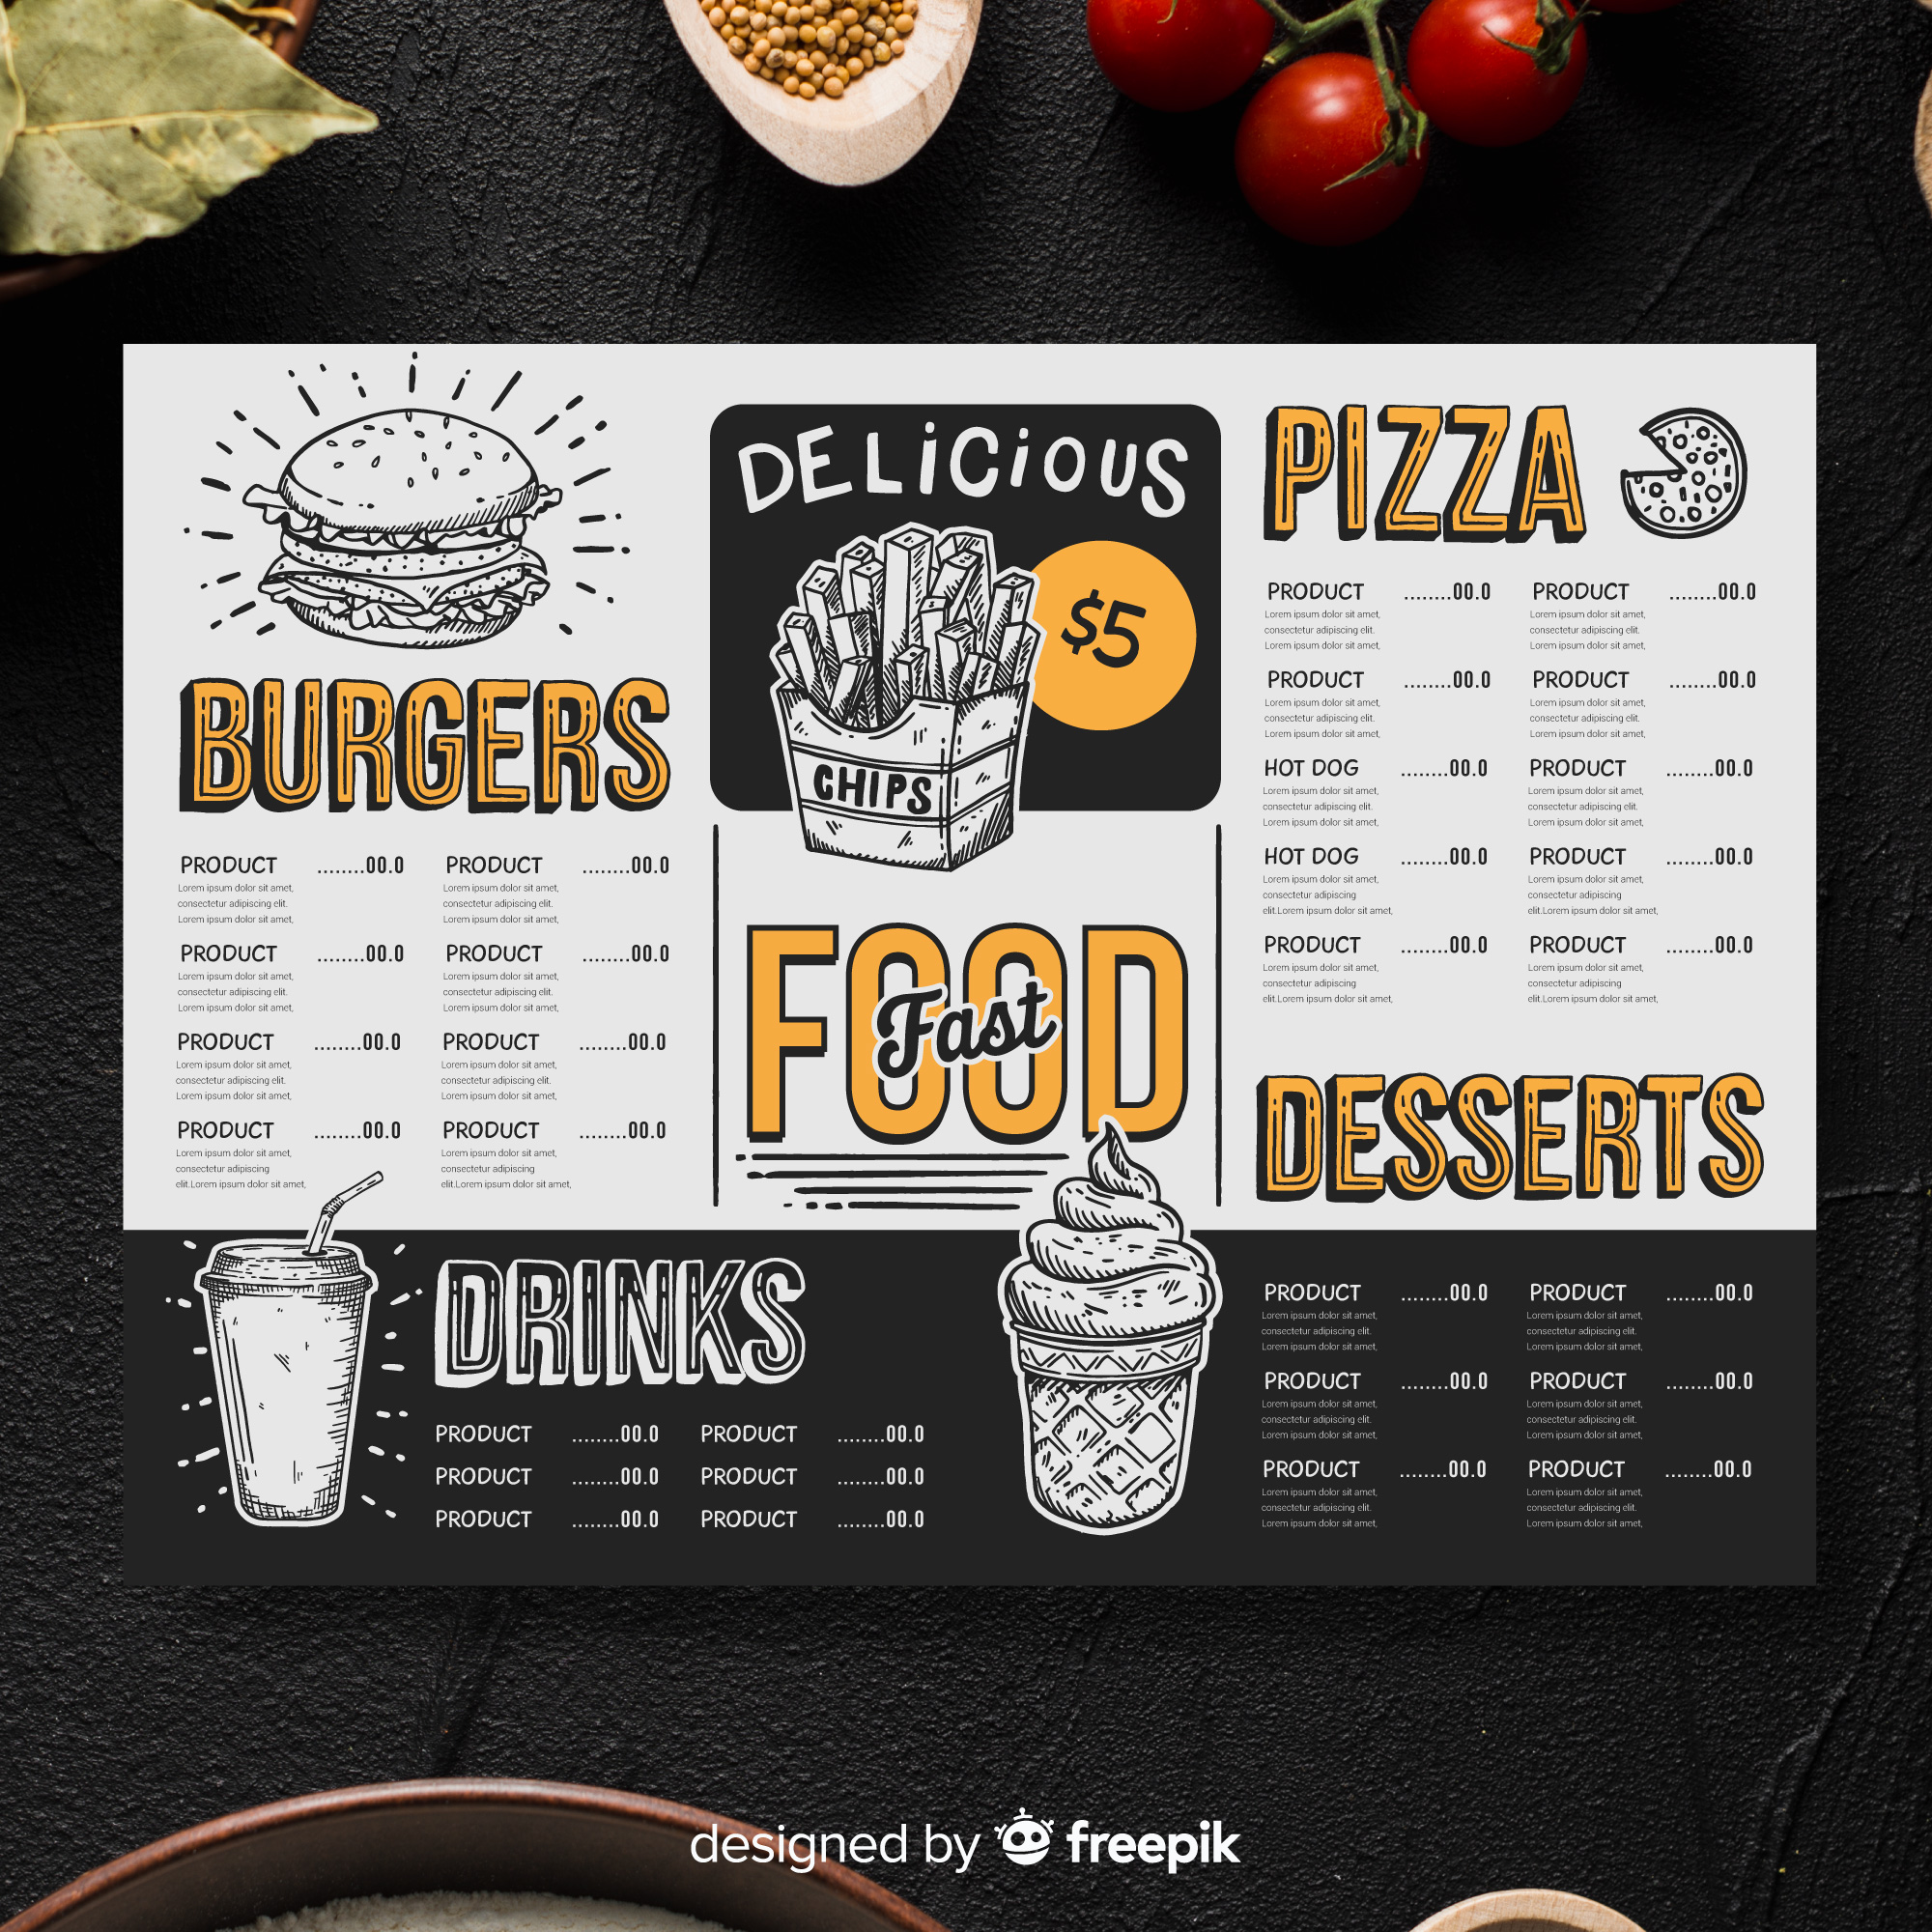 BURGERS
PRODUCT ........00.0 PRODUCT ........00.0
Lorem ipsum dolor sit amet, Lorem ipsum dolor sit amet,
consectetur adipiscing elit. consectetur adipiscing elit.
Lorem ipsum dolor sit amet, Lorem ipsum dolor sit amet,
PRODUCT ........00.0 PRODUCT ........00.0
Lorem ipsum dolor sit amet, Lorem ipsum dolor sit amet,
consectetur adipiscing elit. consectetur adipiscing elit.
Lorem ipsum dolor sit amet, Lorem ipsum dolor sit amet,
PRODUCT ........00.0 PRODUCT ........00.0
Lorem ipsum dolor sit amet, Lorem ipsum dolor sit amet,
consectetur adipiscing elit. consectetur adipiscing elit.
Lorem ipsum dolor sit amet, Lorem ipsum dolor sit amet,
PRODUCT ........00.0 PRODUCT ........00.0
Lorem ipsum dolor sit amet, Lorem ipsum dolor sit amet,
consectetur adipiscing consectetur adipiscing
elit.Lorem ipsum dolor sit amet, elit.Lorem ipsum dolor sit amet,
DELiCiOUS
$5
CHIPS
FOOD
Fast
PIZZA
PRODUCT ........00.0 PRODUCT ........00.0
Lorem ipsum dolor sit amet, Lorem ipsum dolor sit amet,
consectetur adipiscing elit. consectetur adipiscing elit.
Lorem ipsum dolor sit amet, Lorem ipsum dolor sit amet,
PRODUCT ........00.0 PRODUCT ........00.0
Lorem ipsum dolor sit amet, Lorem ipsum dolor sit amet,
consectetur adipiscing elit. consectetur adipiscing elit.
Lorem ipsum dolor sit amet, Lorem ipsum dolor sit amet,
HOT DOG ........00.0 PRODUCT ........00.0
Lorem ipsum dolor sit amet, Lorem ipsum dolor sit amet,
consectetur adipiscing elit. consectetur adipiscing elit.
Lorem ipsum dolor sit amet, Lorem ipsum dolor sit amet,
HOT DOG ........00.0 PRODUCT ........00.0
Lorem ipsum dolor sit amet, Lorem ipsum dolor sit amet,
consectetur adipiscing consectetur adipiscing
elit.Lorem ipsum dolor sit amet, elit.Lorem ipsum dolor sit amet,
PRODUCT ........00.0 PRODUCT ........00.0
Lorem ipsum dolor sit amet, Lorem ipsum dolor sit amet,
consectetur adipiscing consectetur adipiscing
elit.Lorem ipsum dolor sit amet, elit.Lorem ipsum dolor sit amet,
DRINKS
PRODUCT ........00.0 PRODUCT ........00.0
PRODUCT ........00.0 PRODUCT ........00.0
PRODUCT ........00.0 PRODUCT ........00.0
DESSERTS
PRODUCT ........00.0 PRODUCT ........00.0
Lorem ipsum dolor sit amet, Lorem ipsum dolor sit amet,
consectetur adipiscing elit. consectetur adipiscing elit.
Lorem ipsum dolor sit amet, Lorem ipsum dolor sit amet,
PRODUCT ........00.0 PRODUCT ........00.0
Lorem ipsum dolor sit amet, Lorem ipsum dolor sit amet,
consectetur adipiscing elit. consectetur adipiscing elit.
Lorem ipsum dolor sit amet, Lorem ipsum dolor sit amet,
PRODUCT ........00.0 PRODUCT ........00.0
Lorem ipsum dolor sit amet, Lorem ipsum dolor sit amet,
consectetur adipiscing elit. consectetur adipiscing elit.
Lorem ipsum dolor sit amet, Lorem ipsum dolor sit amet,
designed by freepik